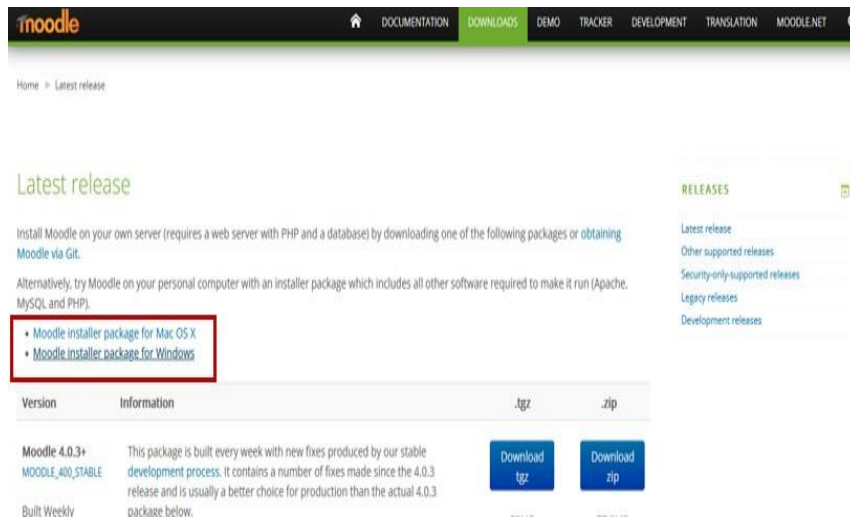 moodle
DOCUMENTATION DOWNLOADS DEMO TRACKER DEVELOPMENT TRANSLATION MOODLE.NET
Home Latest release
Latest release
Install Moodle on your own server (requires a web server with PHP and a database) by downloading one of the following packages or obtaining
Moodle via Git.
Alternatively, try Moodle on your personal computer with an installer package which includes all other software required to make it run (Apache,
MySQL and PHP).
• Moodle installer package for Mac OS X
• Moodle installer package for Windows
RELEASES
Latest release
Other supported releases
Security-only-supported releases
Legacy releases
Development releases
Version Information .tgz .zip
Moodle 4.0.3+
MOODLE_400_STABLE
Built Weekly
This package is built every week with new fixes produced by our stable
development process. It contains a number of fixes made since the 4.0.3
release and is usually a better choice for production than the actual 4.0.3
package below.
Download
tgz
Download
zip